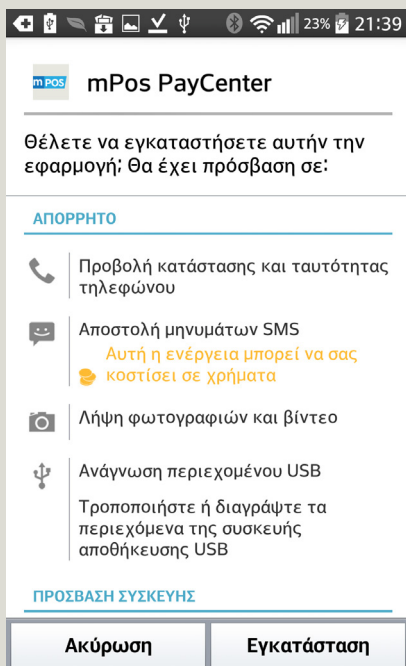 23% 21:39
m POS mPos PayCenter
Θέλετε να εγκαταστήσετε αυτήν την
εφαρμογή; Θα έχει πρόσβαση σε:
ΑΠΟΡΡΗΤΟ
Προβολή κατάστασης και ταυτότητας
τηλεφώνου
Αποστολή μηνυμάτων SMS
Αυτή η ενέργεια μπορεί να σας
κοστίσει σε χρήματα
Λήψη φωτογραφιών και βίντεο
Ανάγνωση περιεχομένου USB
Τροποποιήστε ή διαγράψτε τα
περιεχόμενα της συσκευής
αποθήκευσης USB
ΠΡΟΣΒΑΣΗ ΣΥΣΚΕΥΗΣ
Ακύρωση Εγκατάσταση